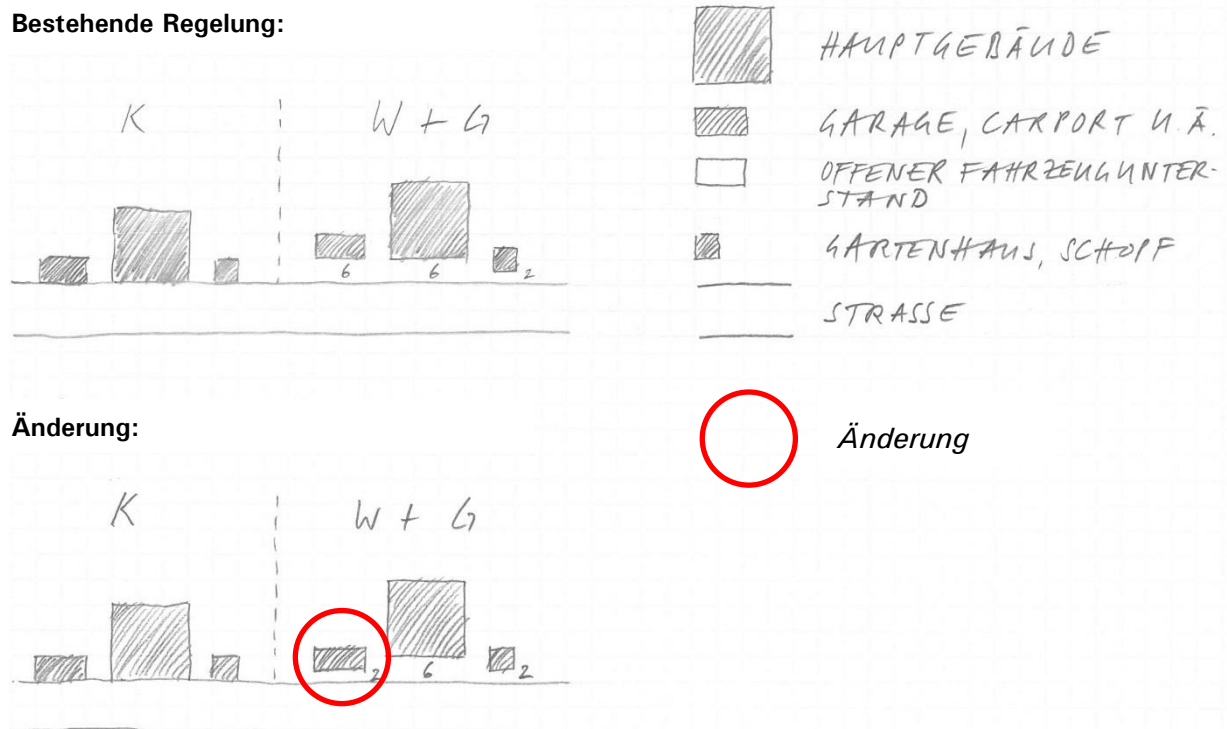 Bestehende Regelung:
K
W + G
6
6
2
HAUPTGEBÄUDE
GARAGE, CARPORT U. Ä.
OFFENER FAHRZEUGUNTER-
STAND
GARTENHAUS, SCHOPF
STRASSE
Änderung:
Änderung
K
W + G
2
6
2